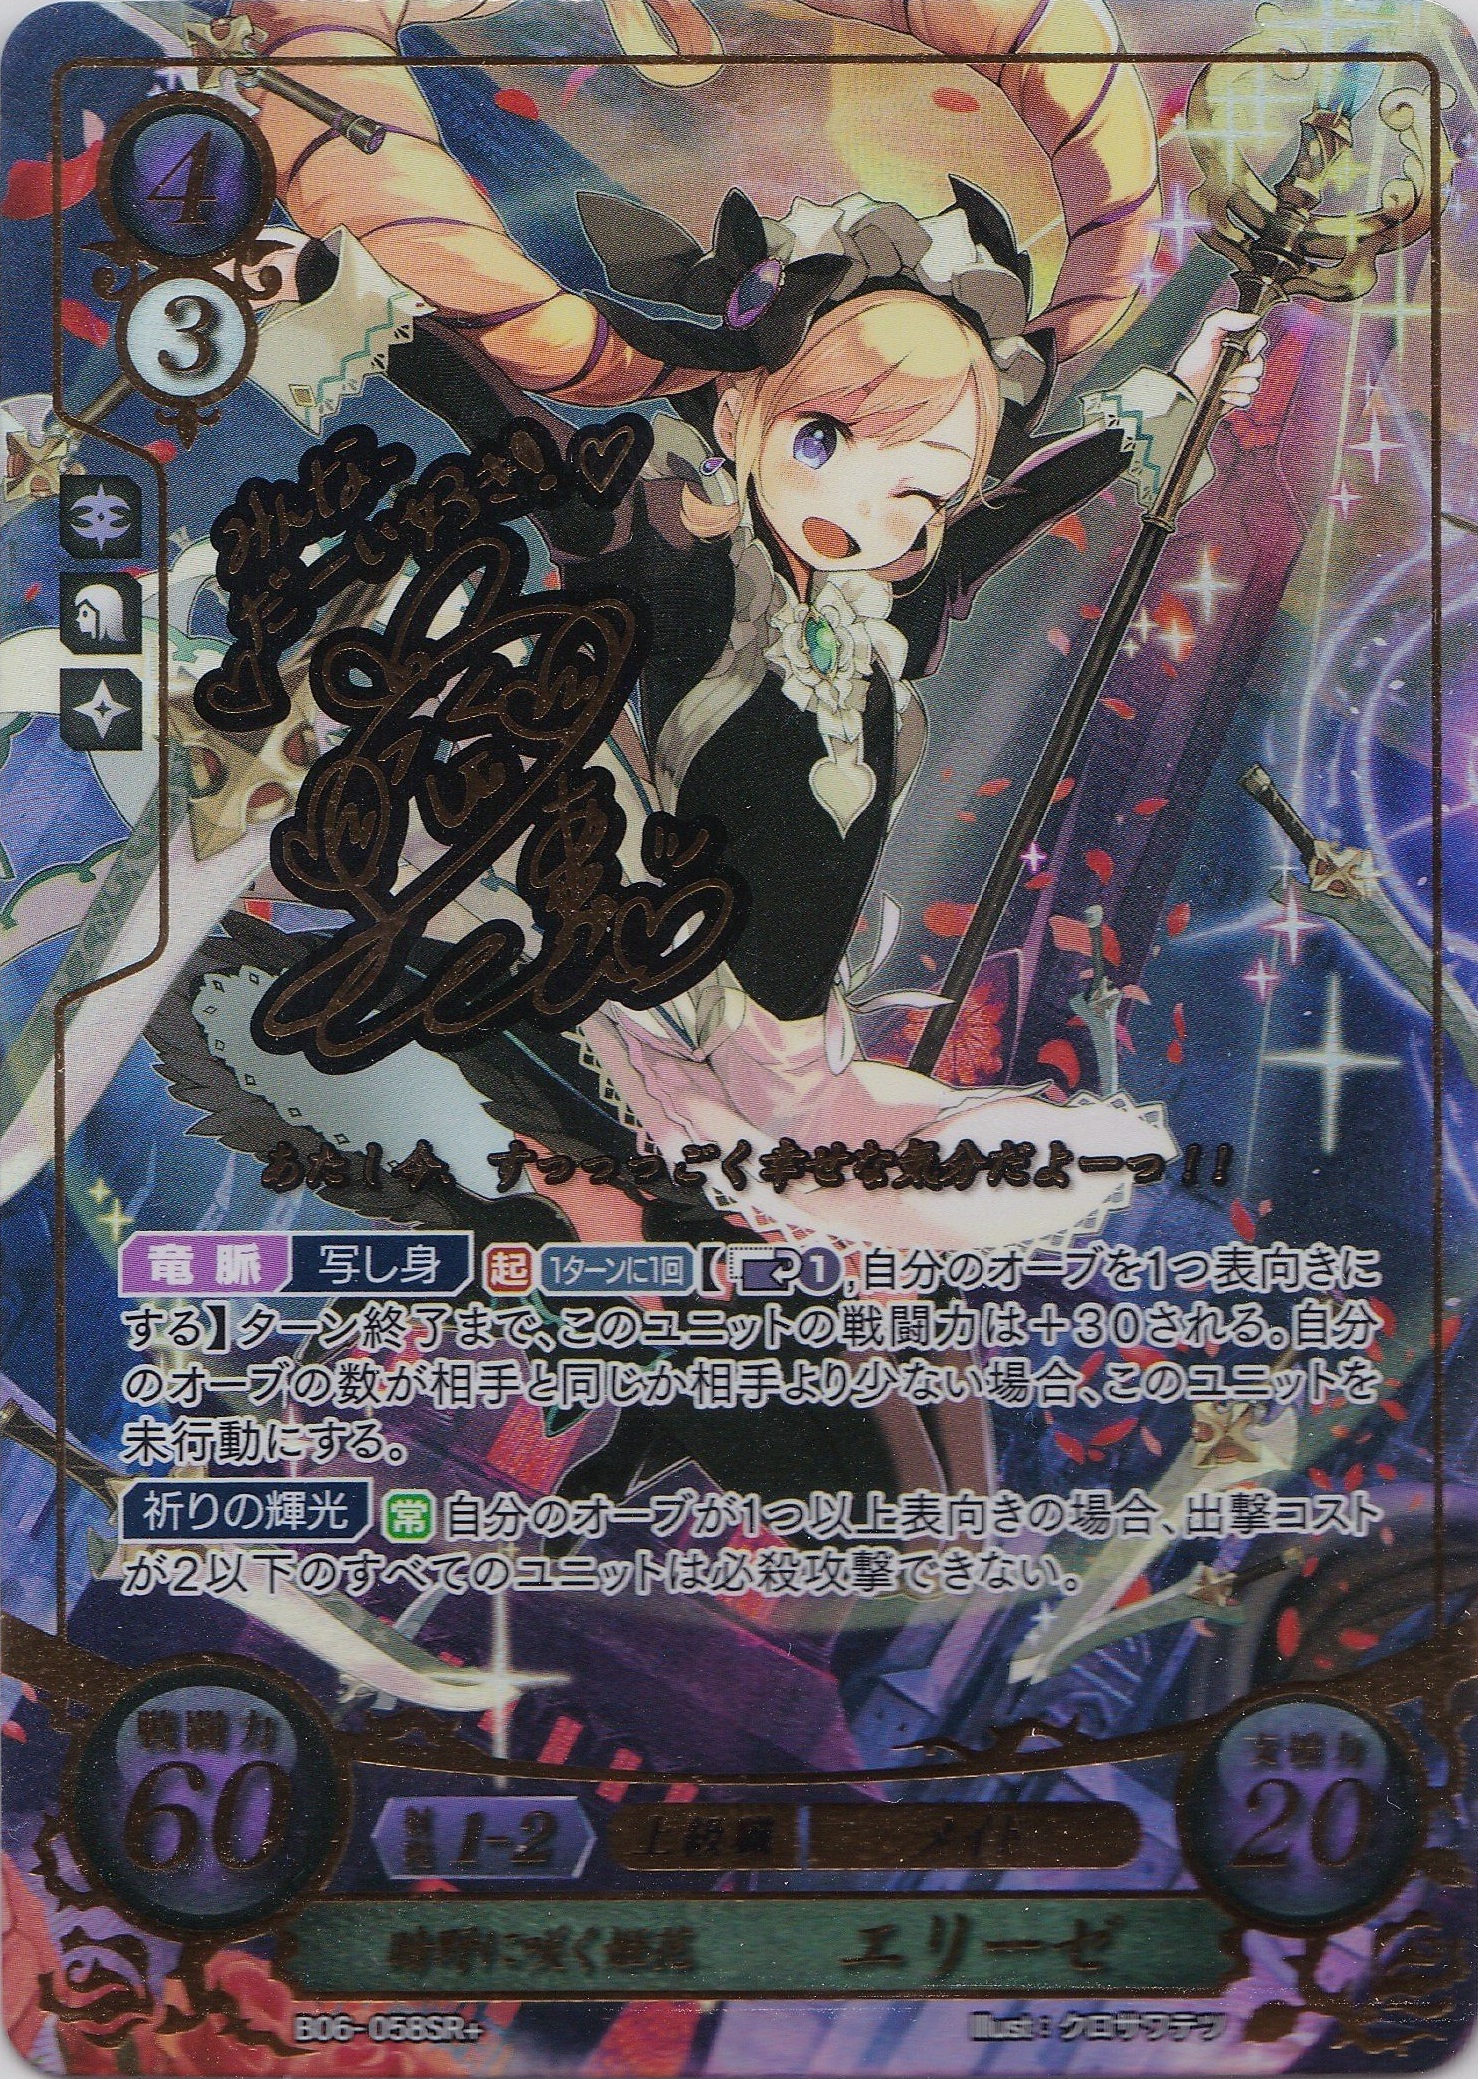 4
3
みんな、
だーい好き!
あたし今、すっっっごく幸せな気分だよーっ!!
竜脈 写し身 起 1ターンに1回【1,自分のオーブを1つ表向きに
する】ターン終了まで、このユニットの戦闘力は+30される。自分
のオーブの数が相手と同じか相手より少ない場合、このユニットを
未行動にする。
祈りの輝光 常 自分のオーブが1つ以上表向きの場合、出撃コスト
が2以下のすべてのユニットは必殺攻撃できない。
戦闘力
60
射程 1-2 上級職 メイド
支援力
20
暗夜に咲く姫花 エリーゼ
B06-058SR+ Illust:クロサワテツ